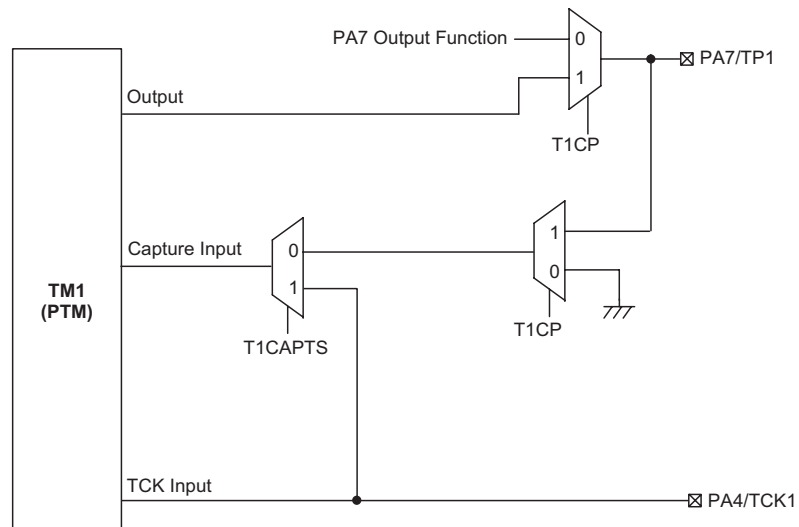 PA7 Output Function
0
PA7/TP1
1
Output
T1CP
Capture Input
0
1
1
0
TM1
(PTM)
T1CAPTS
T1CP
TCK Input
PA4/TCK1